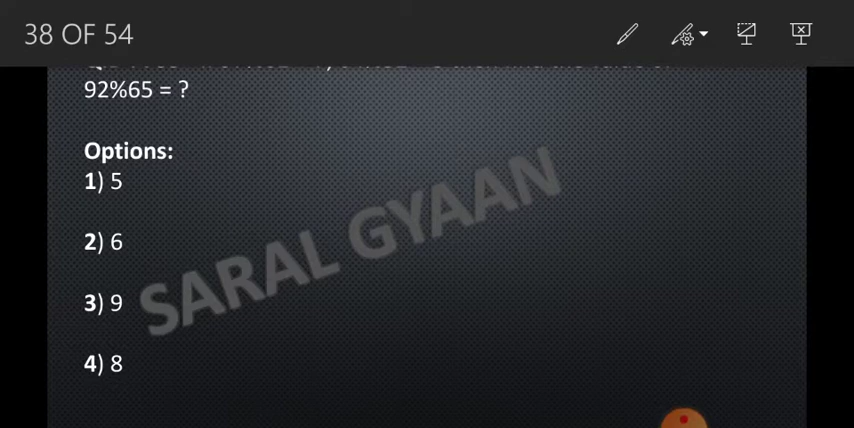 38 OF 54
92%65 = ?
Options:
1) 5
2) 6
3) 9
4) 8
SARAL GYAAN